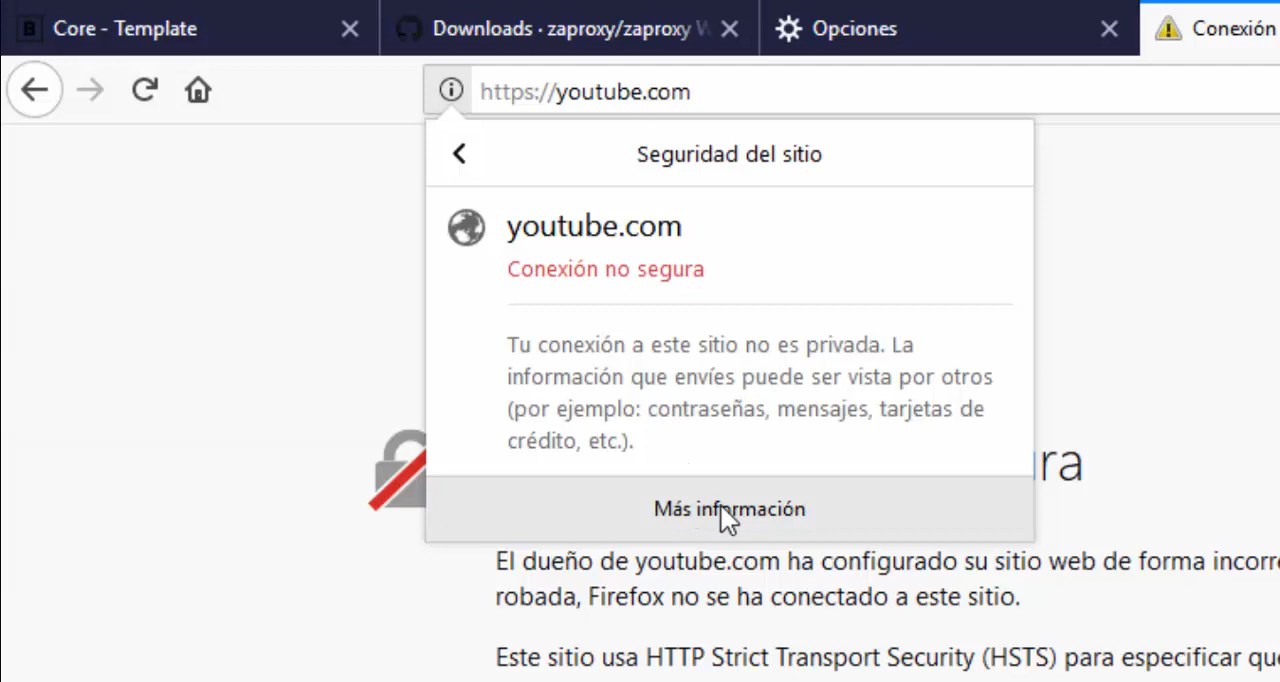 B Core - Template
Downloads · zaproxy/zaproxy W
Opciones
Conexión
https://youtube.com
Seguridad del sitio
youtube.com
Conexión no segura
Tu conexión a este sitio no es privada. La
información que envíes puede ser vista por otros
(por ejemplo: contraseñas, mensajes, tarjetas de
crédito, etc.).
ura
Más información
El dueño de youtube.com ha configurado su sitio web de forma incorre
robada, Firefox no se ha conectado a este sitio.
Este sitio usa HTTP Strict Transport Security (HSTS) para especificar que